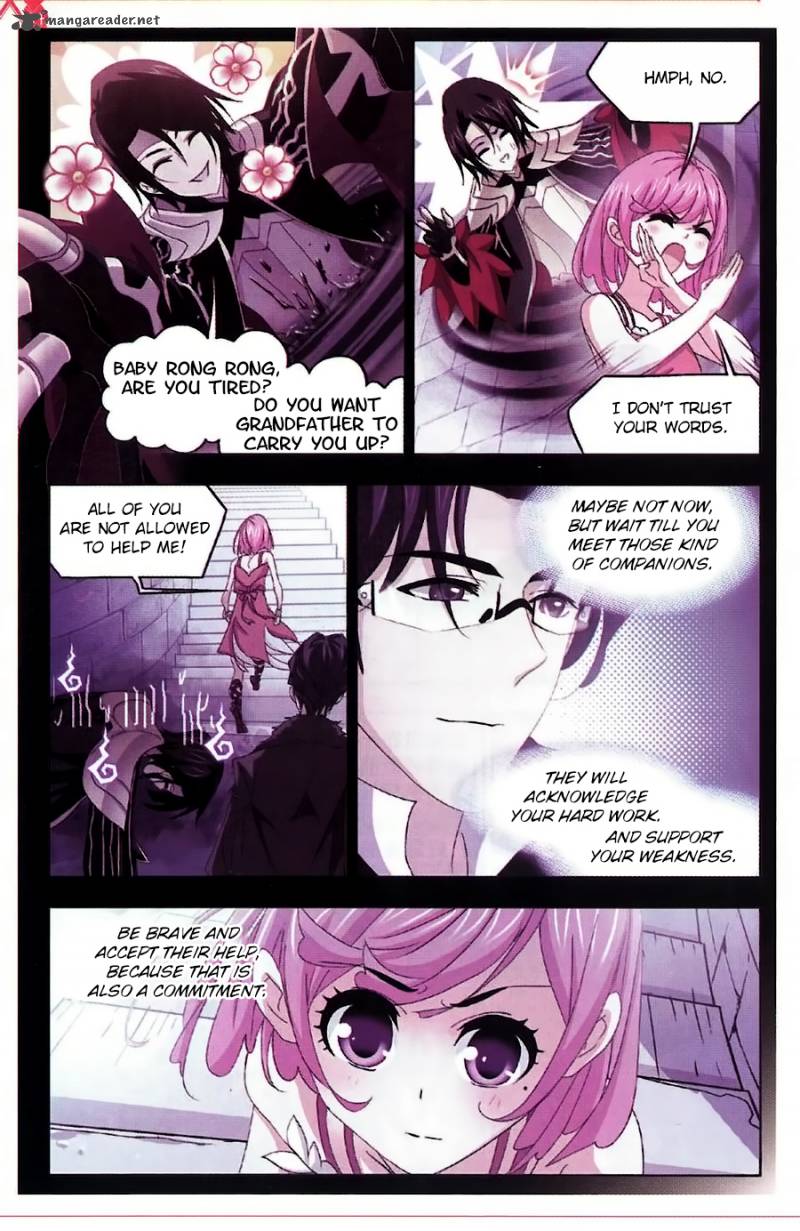 mangareader.net
BABY RONG RONG,
ARE YOU TIRED?
DO YOU WANT
GRANDFATHER TO
CARRY YOU UP?
HMPH, NO.
I DON'T TRUST
YOUR WORDS.
ALL OF YOU
ARE NOT ALLOWED
TO HELP ME!
MAYBE NOT NOW,
BUT WAIT TILL YOU
MEET THOSE KIND
OF COMPANIONS.
THEY WILL
ACKNOWLEDGE
YOUR HARD WORK.
AND SUPPORT
YOUR WEAKNESS.
BE BRAVE AND
ACCEPT THEIR HELP,
BECAUSE THAT IS
ALSO A COMMITMENT.